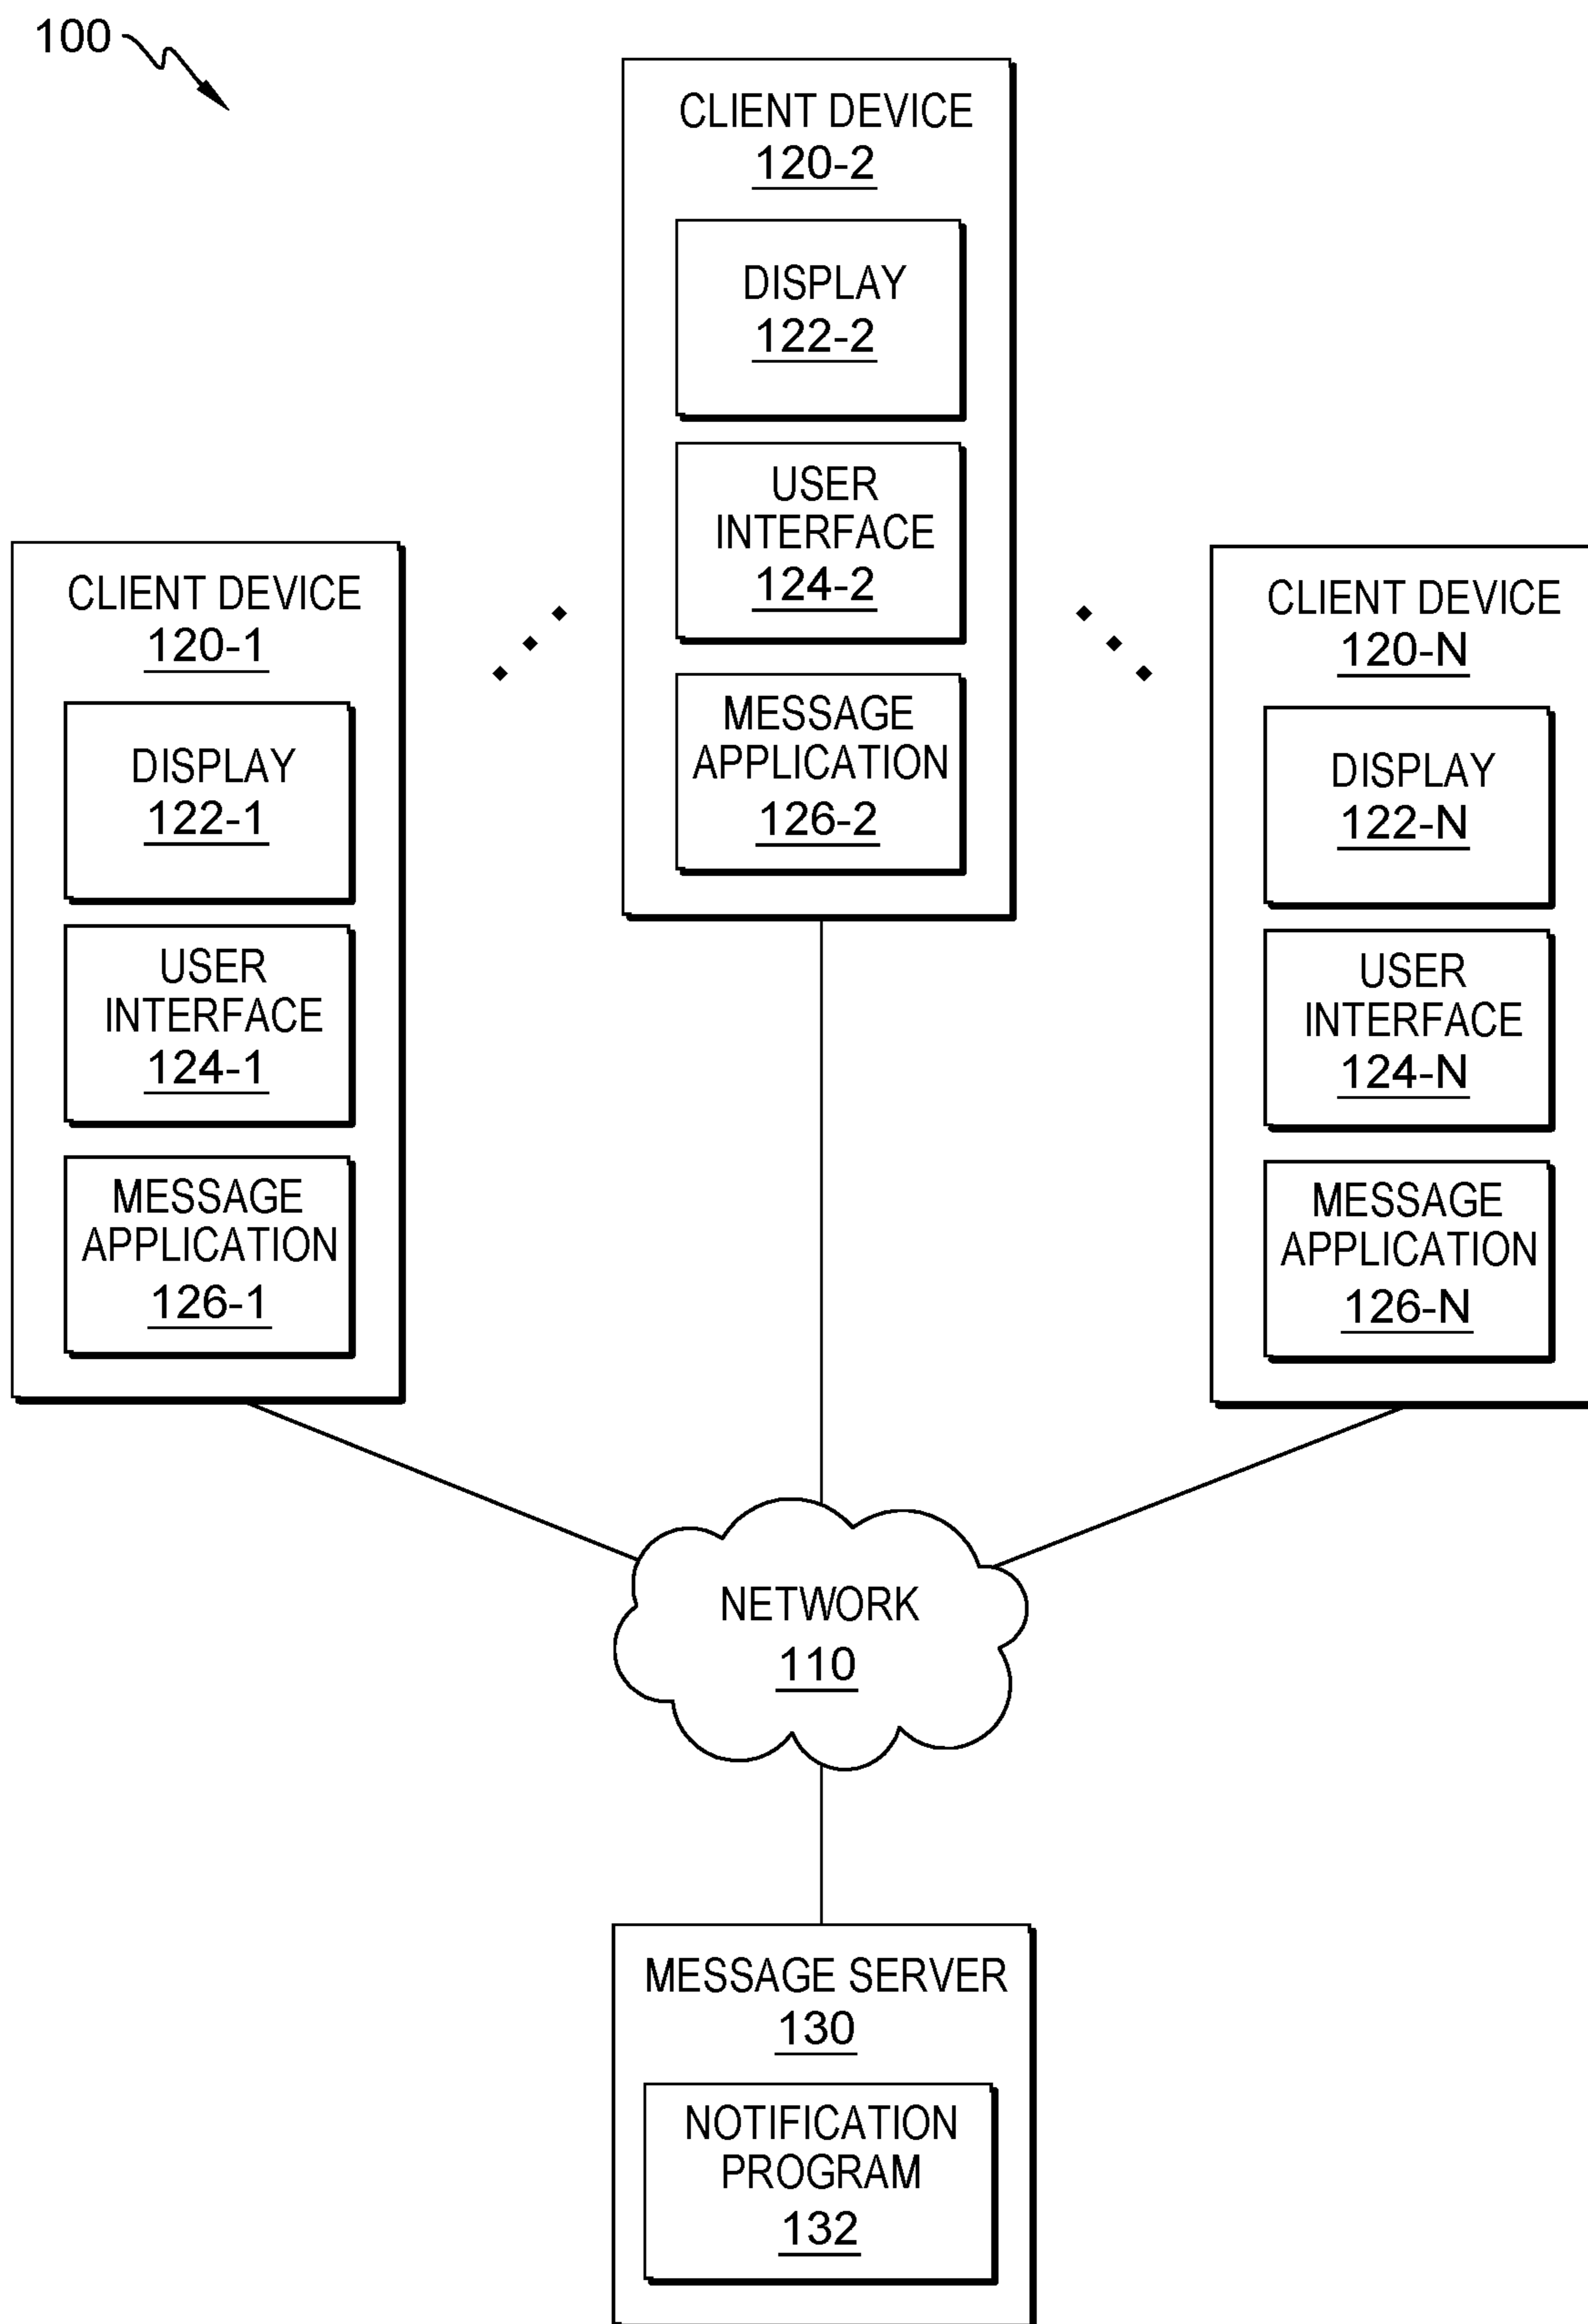 100
CLIENT DEVICE
120-2
DISPLAY
122-2
USER
INTERFACE
124-2
MESSAGE
APPLICATION
126-2
CLIENT DEVICE
120-1
DISPLAY
122-1
USER
INTERFACE
124-1
MESSAGE
APPLICATION
126-1
CLIENT DEVICE
120-N
DISPLAY
122-N
USER
INTERFACE
124-N
MESSAGE
APPLICATION
126-N
NETWORK
110
MESSAGE SERVER
130
NOTIFICATION
PROGRAM
132